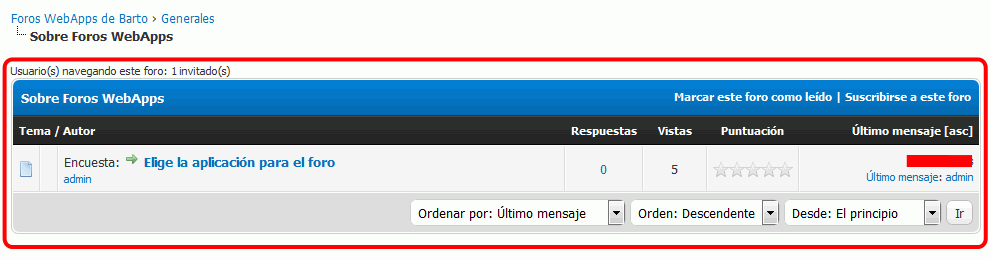 Foros WebApps de Barto › Generales
Sobre Foros WebApps
Usuario(s) navegando este foro: 1 invitado(s)
Sobre Foros WebApps Marcar este foro como leído | Suscribirse a este foro
Tema / Autor Respuestas Vistas Puntuación Último mensaje [asc]
Encuesta: Elige la aplicación para el foro 0 5
admin Último mensaje: admin
Ordenar por: Último mensaje Orden: Descendente Desde: El principio Ir